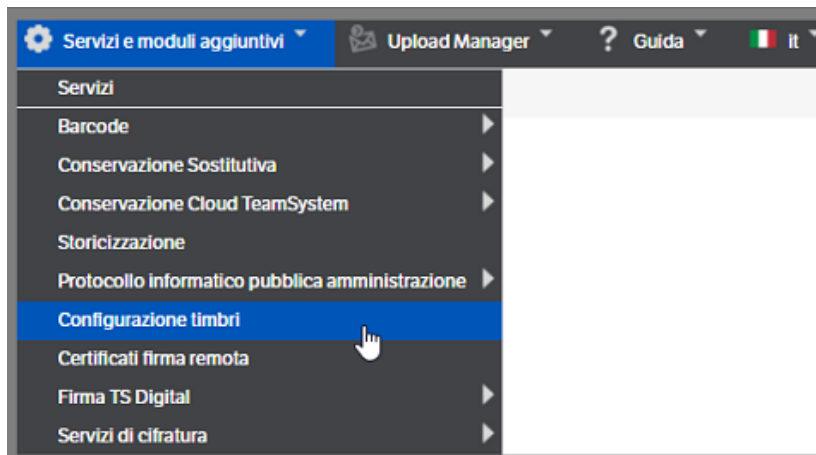 Servizi e moduli aggiuntivi Upload Manager ? Guida it
Servizi
Barcode
Conservazione Sostitutiva
Conservazione Cloud TeamSystem
Storicizzazione
Protocollo informatico pubblica amministrazione
Configurazione timbri
Certificati firma remota
Firma TS Digital
Servizi di cifratura